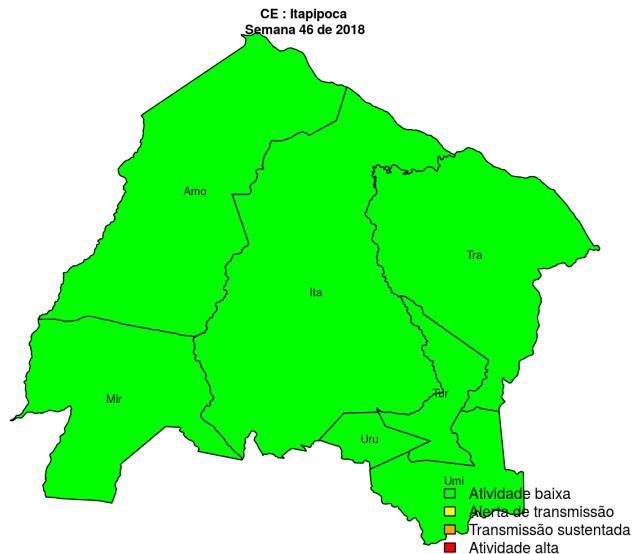 CE : Itapipoca
Semana 46 de 2018
Amo
Tra
Ita
Tur
Mir
Uru
Umi
Atividade baixa
Alerta de transmissão
Transmissão sustentada
Atividade alta